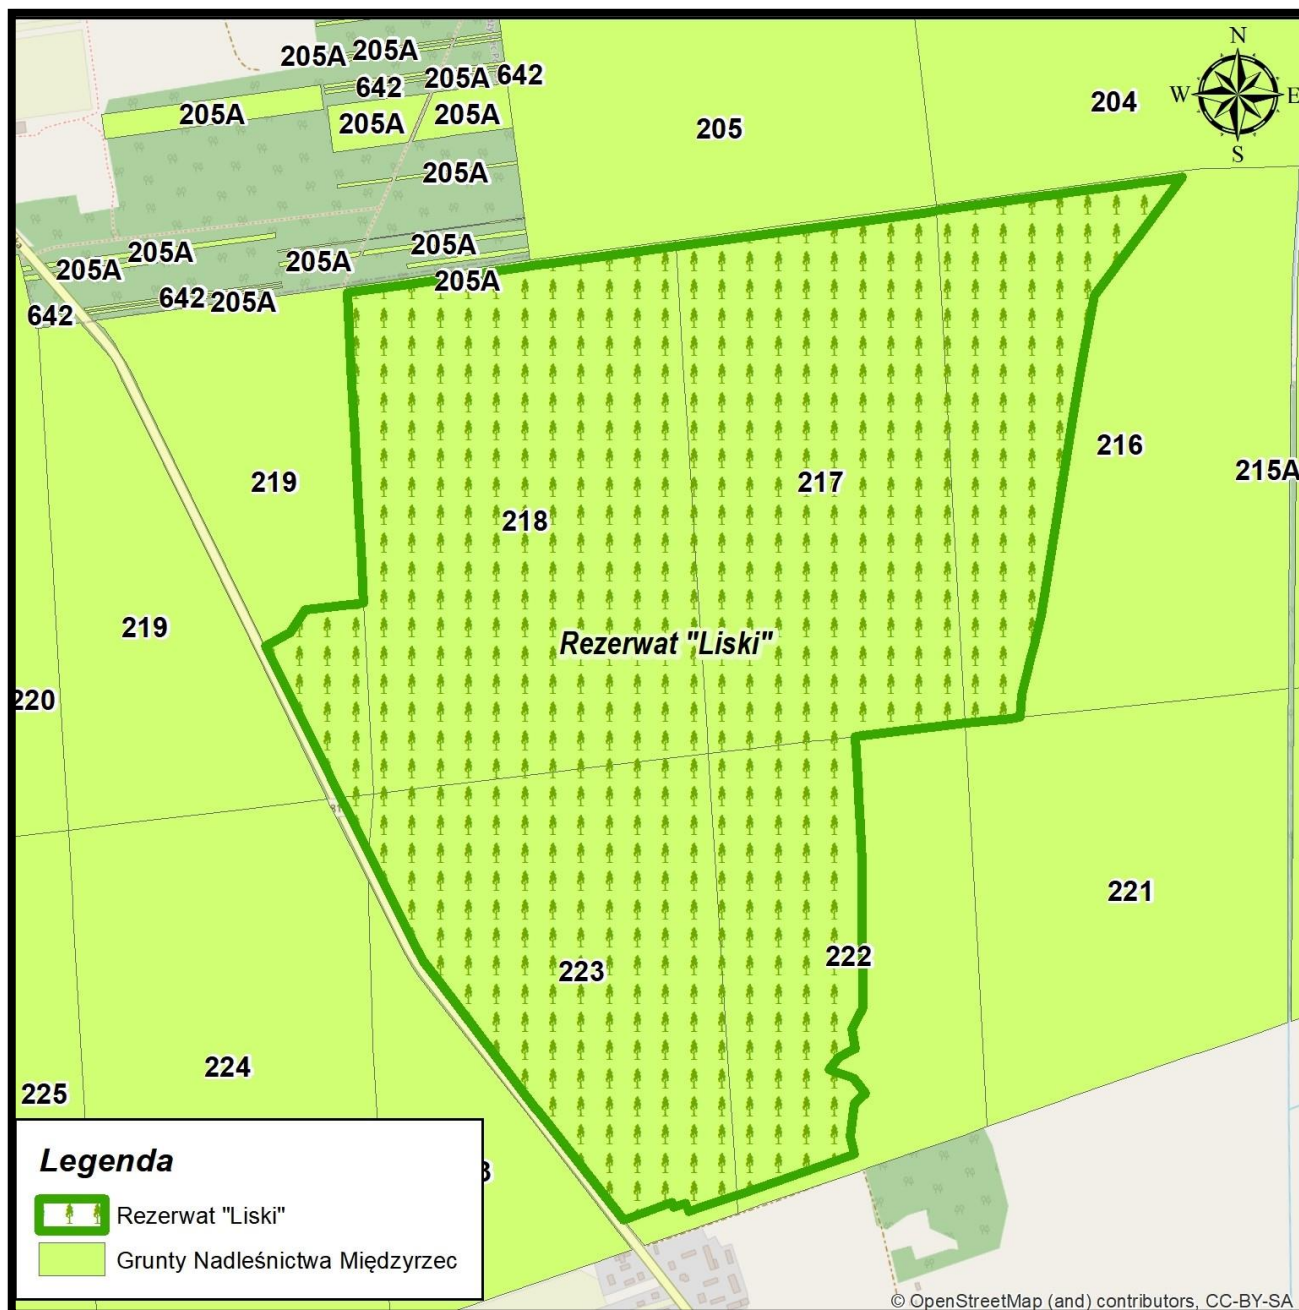 N
W E
S
205A 205A
642 205A 642
205A 205A 205A
205 204
205A
205A 205A 205A 205A
205A
642 205A
642
219 218 217 216 215A
219
220
Rezerwat "Liski"
221
222
223
224
225
Legenda
Rezerwat "Liski"
Grunty Nadleśnictwa Międzyrzec
© OpenStreetMap (and) contributors, CC-BY-SA